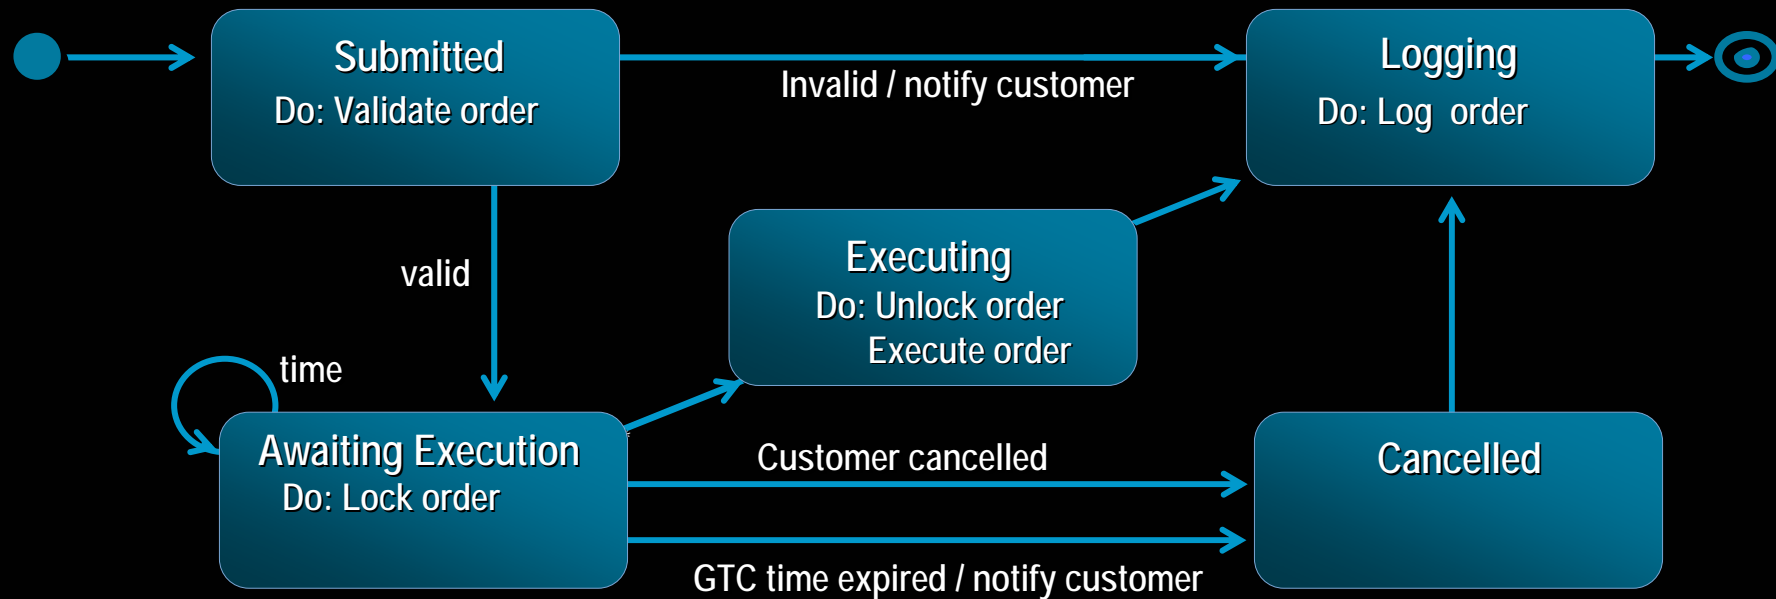 Submitted
Do: Validate order
Invalid / notify customer
Logging
Do: Log order
valid
Executing
Do: Unlock order
Execute order
time
Awaiting Execution
Do: Lock order
Customer cancelled
Cancelled
GTC time expired / notify customer